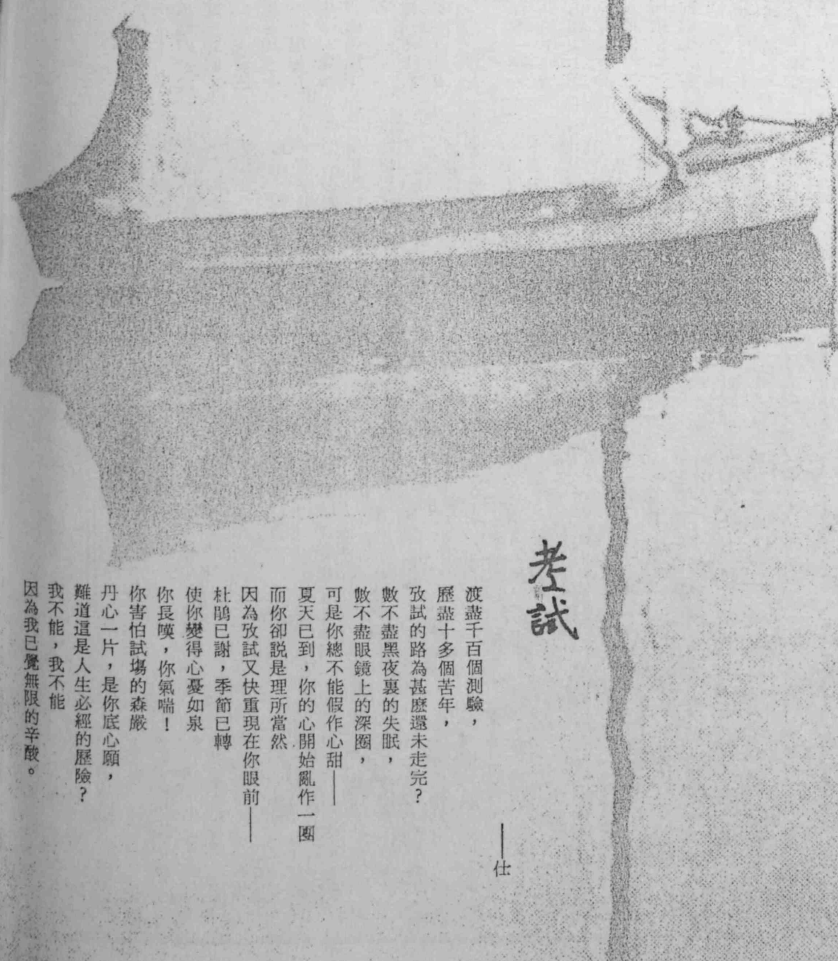 考試
——仕
渡盡千百個測驗，
歷盡十多個苦年，
攷試的路為甚麼還未走完？
數不盡黑夜裏的失眠，
數不盡眼鏡上的深圈，
可是你總不能假作心甜——
夏天已到，你的心開始亂作一團
而你卻説是理所當然
因為攷試又快重現在你眼前——
杜鵑已謝，季節已轉
使你變得心憂如泉
你長嘆，你氣喘！
你害怕試場的森嚴
丹心一片，是你底心願，
難道這是人生必經的歷險？
我不能，我不能
因為我已覺無限的辛酸。